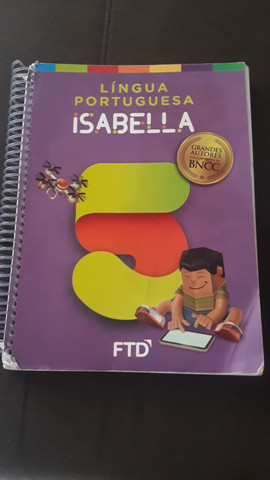 LÍNGUA
PORTUGUESA
ISABELLA
GRANDES
AUTORES
BNCC
5
FTD